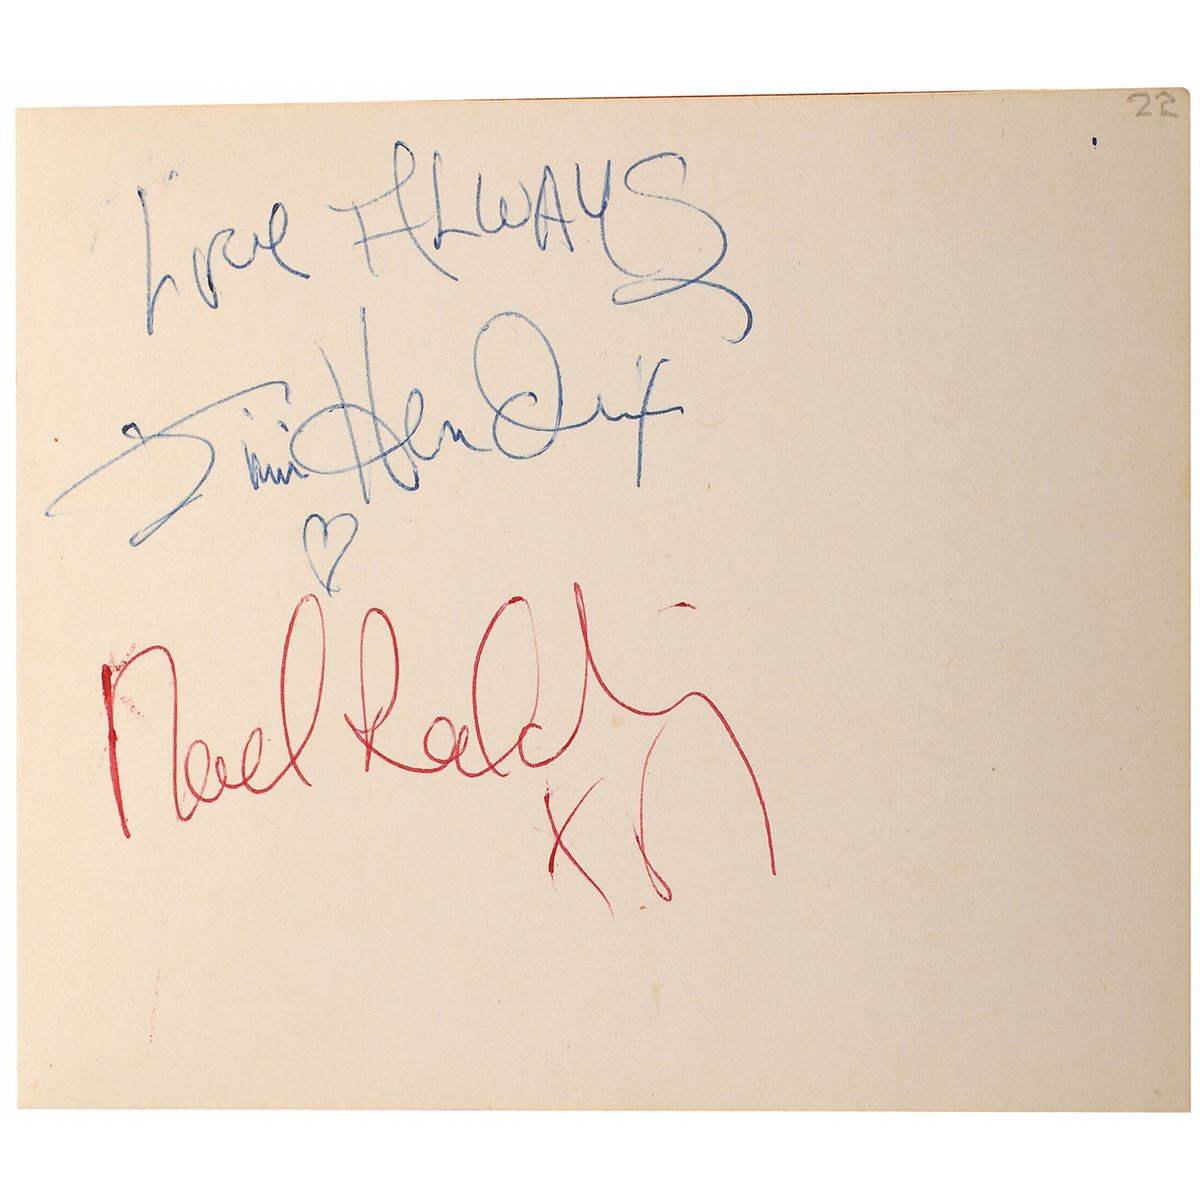 22
Love Always
Jimi Hendrix
♡
Noel Redding
X